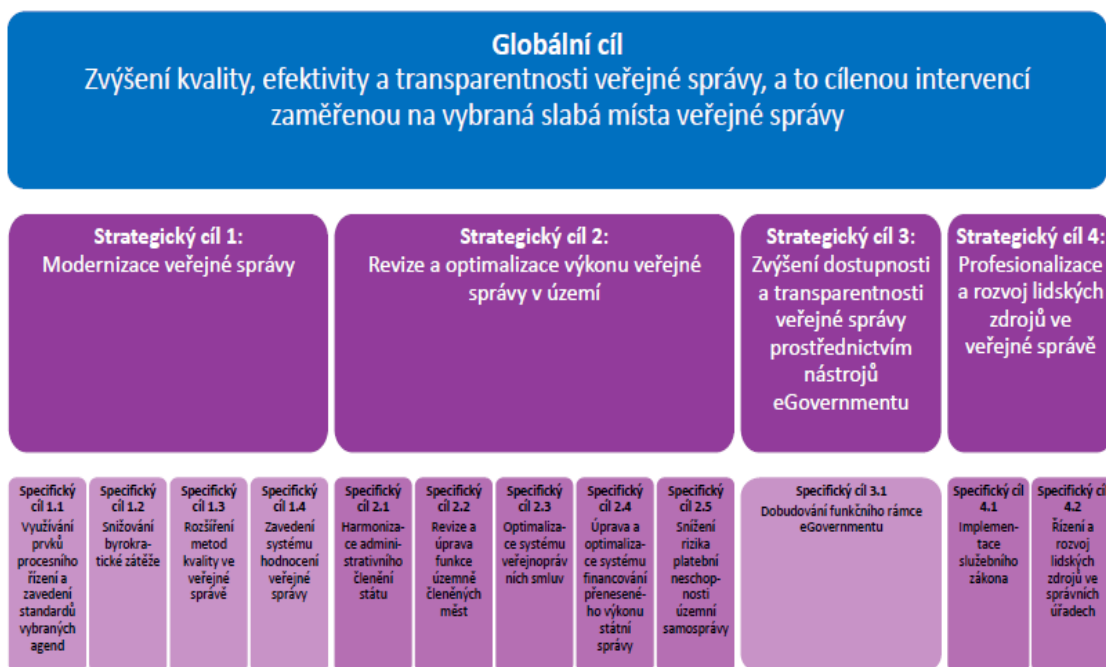 Globální cíl
Zvýšení kvality, efektivity a transparentnosti veřejné správy, a to cílenou intervencí
zaměřenou na vybraná slabá místa veřejné správy
Strategický cíl 1:
Modernizace veřejné správy
Strategický cíl 2:
Revize a optimalizace výkonu veřejné
správy v území
Strategický cíl 3:
Zvýšení dostupnosti
a transparentnosti
veřejné správy
prostřednictvím
nástrojů
eGovernmentu
Strategický cíl 4:
Profesionalizace
a rozvoj lidských
zdrojů ve
veřejné správě
Specifický
cíl 1.1
Využívání
prvků
procesního
řízení a
zavedení
standardů
vybraných
agend
Specifický
cíl 1.2
Snižování
byrokra-
tické zátěže
Specifický
cíl 1.3
Rozšíření
metod
kvality ve
veřejné
správě
Specifický
cíl 1.4
Zavedení
systému
hodnocení
veřejné
správy
Specifický
cíl 2.1
Harmoniza-
ce admini-
strativního
členění
státu
Specifický
cíl 2.2
Revize a
úprava
funkce
územně
členěných
měst
Specifický
cíl 2.3
Optimaliza-
ce systému
veřejnopráv
ních smluv
Specifický
cíl 2.4
Úprava a
optimaliza-
ce systému
financování
přenesené-
ho výkonu
státní
správy
Specifický
cíl 2.5
Snížení
rizika
platební
neschop-
nosti
územní
samosprávy
Specifický cíl 3.1
Dobudování funkčního rámce
eGovernmentu
Specifický cíl
4.1
Implemen-
tace
služebního
zákona
Specifický cíl
4.2
Řízení a
rozvoj
lidských
zdrojů ve
správních
úřadech